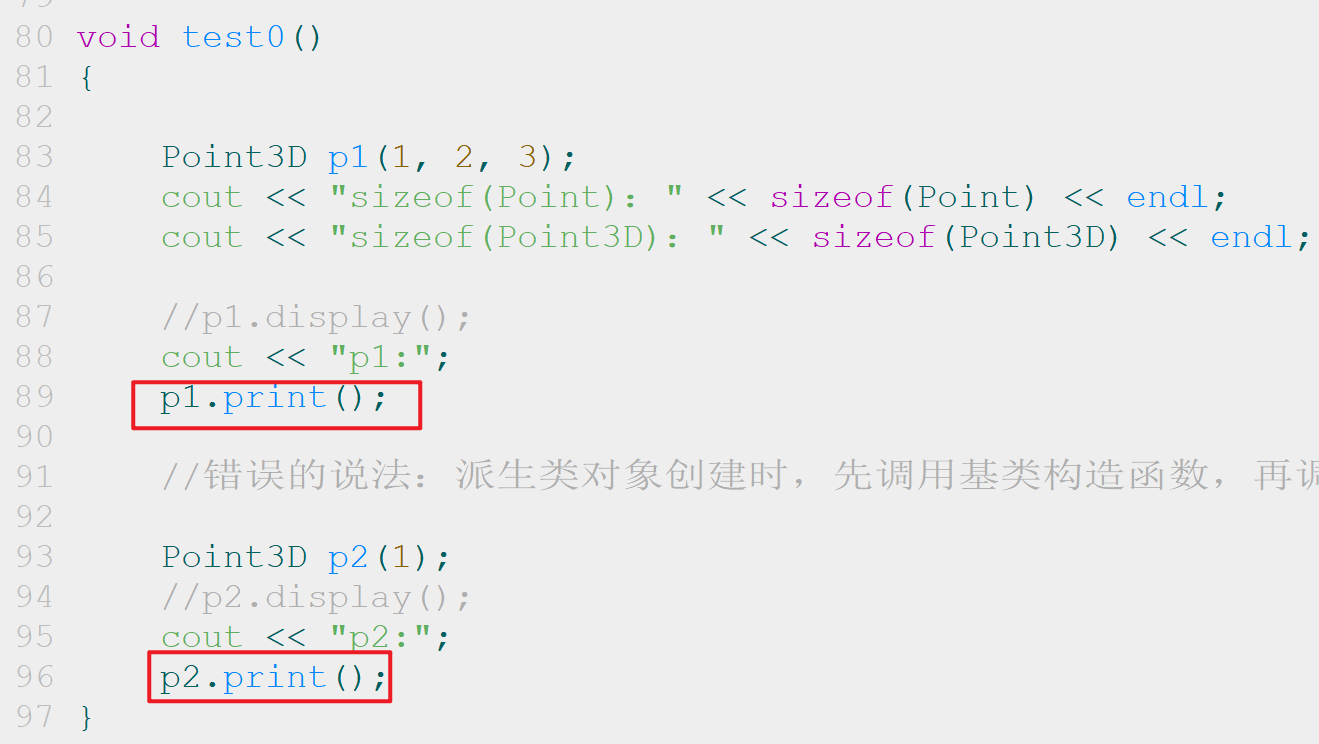 80 void test0()
81 {
82
83 Point3D p1(1, 2, 3);
84 cout << "sizeof(Point): " << sizeof(Point) << endl;
85 cout << "sizeof(Point3D): " << sizeof(Point3D) << endl;
86
87 //p1.display();
88 cout << "p1:";
89 p1.print();
90
91 //错误的说法：派生类对象创建时，先调用基类构造函数，再调
92
93 Point3D p2(1);
94 //p2.display();
95 cout << "p2:";
96 p2.print();
97 }